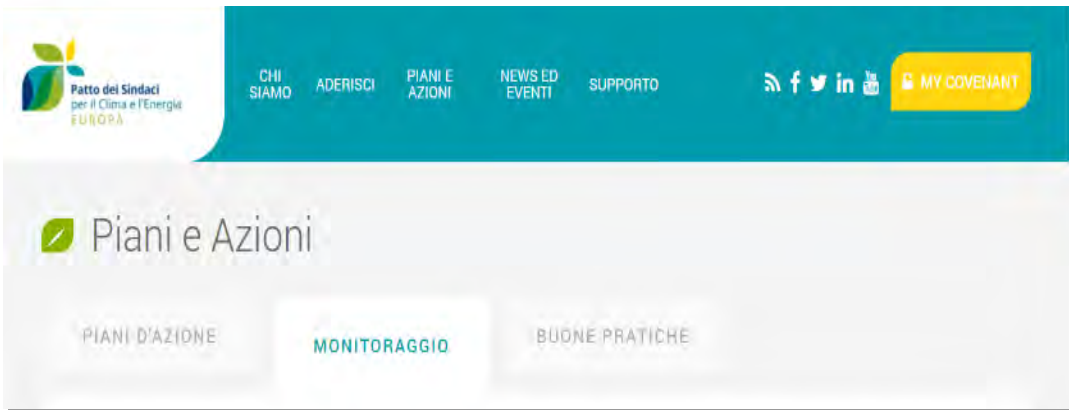 Patto dei Sindaci
per il Clima e l'Energia
EUROPA
CHI
SIAMO
ADERISCI
PIANI E
AZIONI
NEWS ED
EVENTI
SUPPORTO
MY COVENANT
Piani e Azioni
PIANI D'AZIONE
MONITORAGGIO
BUONE PRATICHE